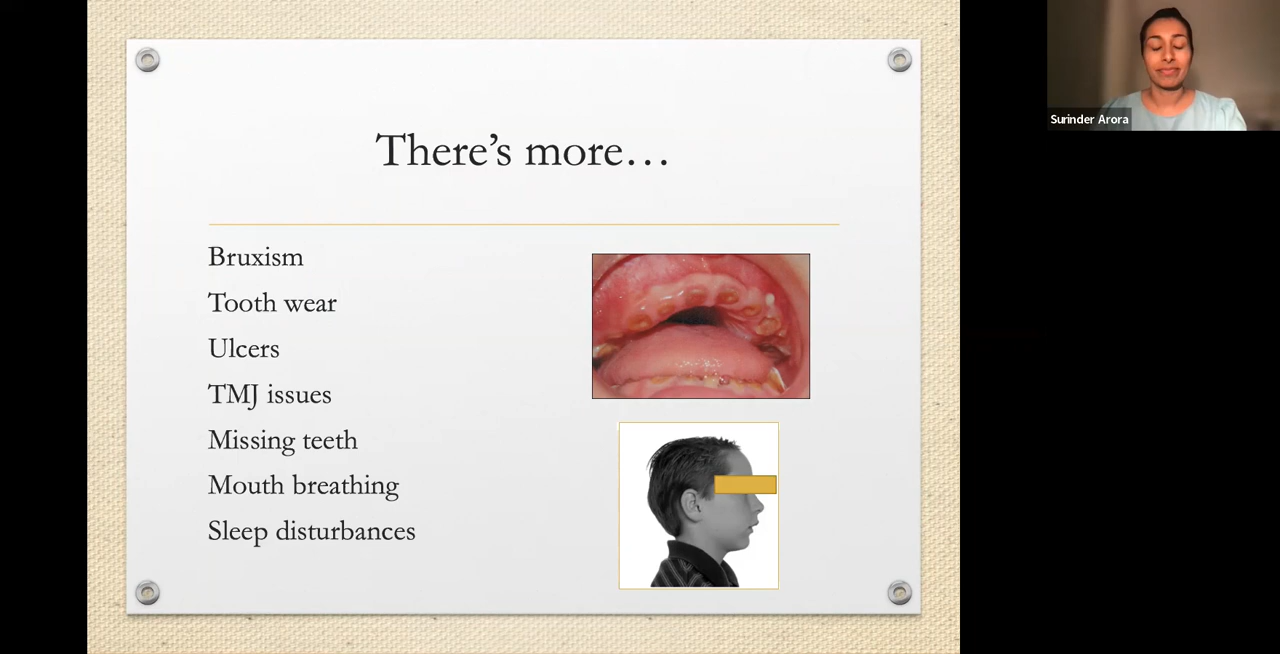 There's more…
Bruxism
Tooth wear
Ulcers
TMJ issues
Missing teeth
Mouth breathing
Sleep disturbances
Surinder Arora